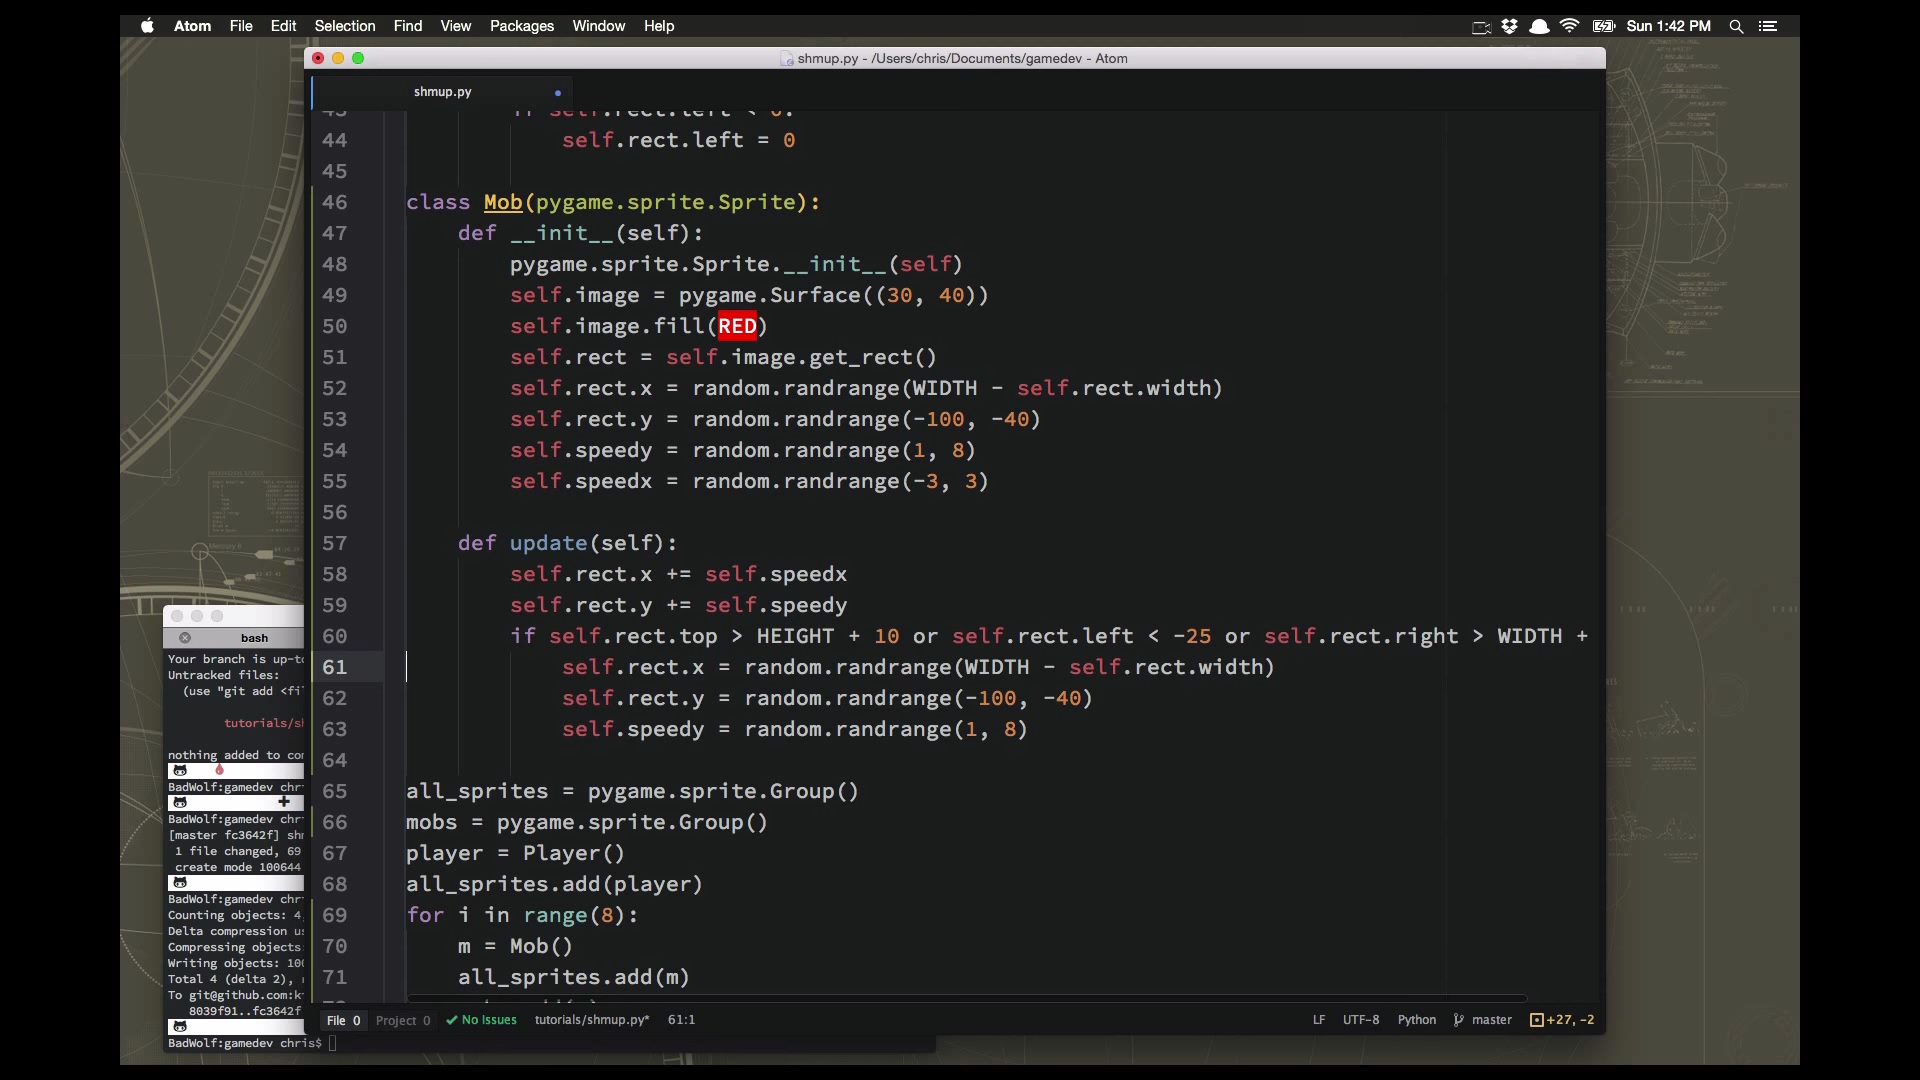 Atom File Edit Selection Find View Packages Window Help Sun 1:42 PM
shmup.py - /Users/chris/Documents/gamedev - Atom
shmup.py
43 if self.rect.left < 0:
44 self.rect.left = 0
45
46 class Mob(pygame.sprite.Sprite):
47 def __init__(self):
48 pygame.sprite.Sprite.__init__(self)
49 self.image = pygame.Surface((30, 40))
50 self.image.fill(RED)
51 self.rect = self.image.get_rect()
52 self.rect.x = random.randrange(WIDTH - self.rect.width)
53 self.rect.y = random.randrange(-100, -40)
54 self.speedy = random.randrange(1, 8)
55 self.speedx = random.randrange(-3, 3)
56
57 def update(self):
58 self.rect.x += self.speedx
59 self.rect.y += self.speedy
60 if self.rect.top > HEIGHT + 10 or self.rect.left < -25 or self.rect.right > WIDTH +
61 self.rect.x = random.randrange(WIDTH - self.rect.width)
62 self.rect.y = random.randrange(-100, -40)
63 self.speedy = random.randrange(1, 8)
64
65 all_sprites = pygame.sprite.Group()
66 mobs = pygame.sprite.Group()
67 player = Player()
68 all_sprites.add(player)
69 for i in range(8):
70 m = Mob()
71 all_sprites.add(m)
File 0 Project 0 No Issues tutorials/shmup.py* 61:1 LF UTF-8 Python master +27, -2
bash
Your branch is up-to
Untracked files:
(use "git add <fi
tutorials/sh
nothing added to co
BadWolf:gamedev chri
BadWolf:gamedev chri
[master fc3642f] sh
1 file changed, 69
create mode 100644
BadWolf:gamedev chri
Counting objects: 4,
Delta compression us
Compressing objects:
Writing objects: 100
Total 4 (delta 2),
To git@github.com:k
8039f91..fc3642f
BadWolf:gamedev chris$